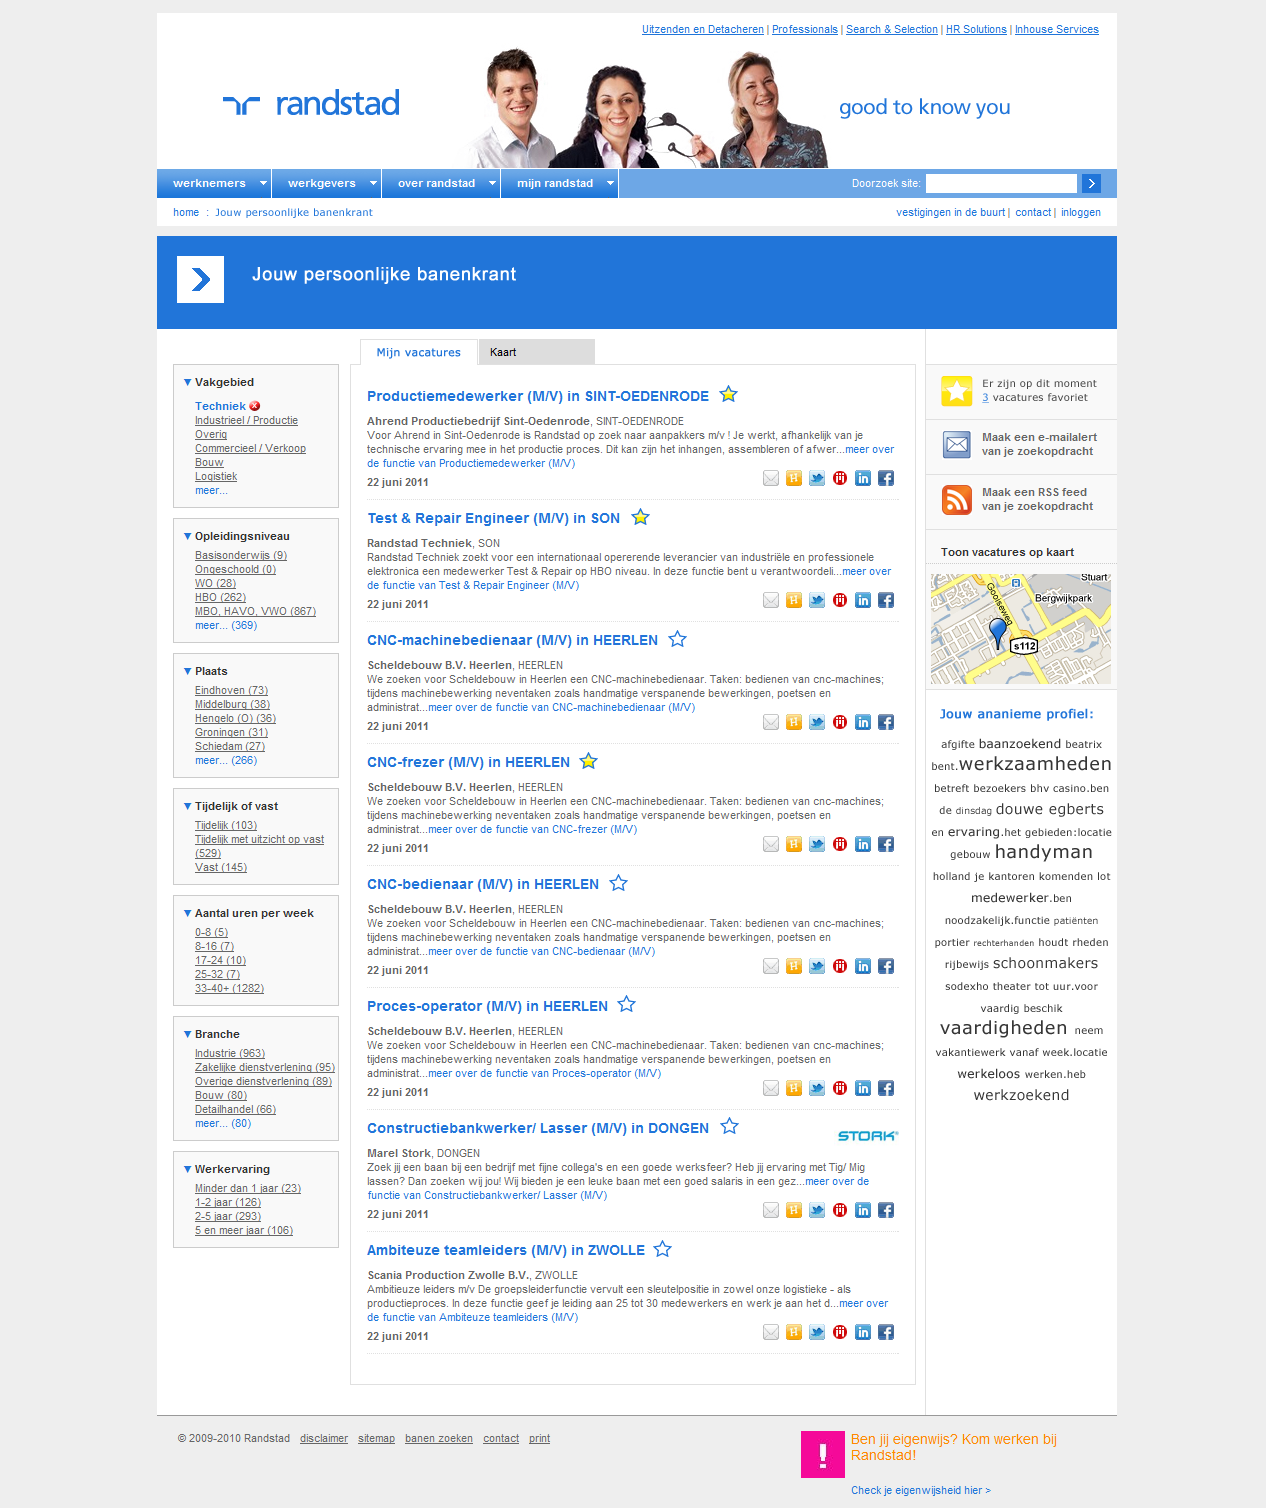 Uitzenden en Detacheren | Professionals | Search & Selection | HR Solutions | Inhouse Services
randstad
good to know you
werknemers werkgevers over randstad mijn randstad Doorzoek site:
home : Jouw persoonlijke banenkrant vestigingen in de buurt | contact | inloggen
Jouw persoonlijke banenkrant
Mijn vacatures Kaart
Vakgebied
Techniek
Industrieel / Productie
Overig
Commercieel / Verkoop
Bouw
Logistiek
meer...
Opleidingsniveau
Basisonderwijs (9)
Ongeschoold (0)
WO (28)
HBO (262)
MBO, HAVO, VWO (867)
meer... (369)
Plaats
Eindhoven (73)
Middelburg (38)
Hengelo (O) (36)
Groningen (31)
Schiedam (27)
meer... (266)
Tijdelijk of vast
Tijdelijk (103)
Tijdelijk met uitzicht op vast
(529)
Vast (145)
Aantal uren per week
0-8 (5)
8-16 (7)
17-24 (10)
25-32 (7)
33-40+ (1282)
Branche
Industrie (963)
Zakelijke dienstverlening (95)
Overige dienstverlening (89)
Bouw (80)
Detailhandel (66)
meer... (80)
Werkervaring
Minder dan 1 jaar (23)
1-2 jaar (126)
2-5 jaar (293)
5 en meer jaar (106)
Productiemedewerker (M/V) in SINT-OEDENRODE
Ahrend Productiebedrijf Sint-Oedenrode, SINT-OEDENRODE
Voor Ahrend in Sint-Oedenrode is Randstad op zoek naar aanpakkers m/v ! Je werkt, afhankelijk van je
technische ervaring mee in het productie proces. Dit kan zijn het inhangen, assembleren of afwer...meer over
de functie van Productiemedewerker (M/V)
22 juni 2011
Test & Repair Engineer (M/V) in SON
Randstad Techniek, SON
Randstad Techniek zoekt voor een internationaal opererende leverancier van industriële en professionele
elektronica een medewerker Test & Repair op HBO niveau. In deze functie bent u verantwoordeli...meer over
de functie van Test & Repair Engineer (M/V)
22 juni 2011
CNC-machinebedienaar (M/V) in HEERLEN
Scheldebouw B.V. Heerlen, HEERLEN
We zoeken voor Scheldebouw in Heerlen een CNC-machinebedienaar. Taken: bedienen van cnc-machines;
tijdens machinebewerking neventaken zoals handmatige verspanende bewerkingen, poetsen en
administrat...meer over de functie van CNC-machinebedienaar (M/V)
22 juni 2011
CNC-frezer (M/V) in HEERLEN
Scheldebouw B.V. Heerlen, HEERLEN
We zoeken voor Scheldebouw in Heerlen een CNC-machinebedienaar. Taken: bedienen van cnc-machines;
tijdens machinebewerking neventaken zoals handmatige verspanende bewerkingen, poetsen en
administrat...meer over de functie van CNC-frezer (M/V)
22 juni 2011
CNC-bedienaar (M/V) in HEERLEN
Scheldebouw B.V. Heerlen, HEERLEN
We zoeken voor Scheldebouw in Heerlen een CNC-machinebedienaar. Taken: bedienen van cnc-machines;
tijdens machinebewerking neventaken zoals handmatige verspanende bewerkingen, poetsen en
administrat...meer over de functie van CNC-bedienaar (M/V)
22 juni 2011
Proces-operator (M/V) in HEERLEN
Scheldebouw B.V. Heerlen, HEERLEN
We zoeken voor Scheldebouw in Heerlen een CNC-machinebedienaar. Taken: bedienen van cnc-machines;
tijdens machinebewerking neventaken zoals handmatige verspanende bewerkingen, poetsen en
administrat...meer over de functie van Proces-operator (M/V)
22 juni 2011
Constructiebankwerker/ Lasser (M/V) in DONGEN
STORK
Marel Stork, DONGEN
Zoek jij een baan bij een bedrijf met fijne collega's en een goede werksfeer? Heb jij ervaring met Tig/ Mig
lassen? Dan zoeken wij jou! Wij bieden je een leuke baan met een goed salaris in een gez...meer over de
functie van Constructiebankwerker/ Lasser (M/V)
22 juni 2011
Ambiteuze teamleiders (M/V) in ZWOLLE
Scania Production Zwolle B.V., ZWOLLE
Ambitieuze leiders m/v De groepsleiderfunctie vervult een sleutelpositie in zowel onze logistieke - als
productieproces. In deze functie geef je leiding aan 25 tot 30 medewerkers en werk je aan het d...meer over
de functie van Ambiteuze teamleiders (M/V)
22 juni 2011
Er zijn op dit moment
3 vacatures favoriet
Maak een e-mailalert
van je zoekopdracht
Maak een RSS feed
van je zoekopdracht
Toon vacatures op kaart
Stuart
Gooiseweg
Bergwijkpark
s112
Jouw ananieme profiel:
afgifte baanzoekend beatrix
bent.werkzaamheden
betreft bezoekers bhv casino.ben
de dinsdag douwe egberts
en ervaring.het gebieden:locatie
gebouw handyman
holland je kantoren komenden lot
medewerker.ben
noodzakelijk.functie patiënten
portier rechterhanden houdt rheden
rijbewijs schoonmakers
sodexho theater tot uur.voor
vaardig beschik
vaardigheden neem
vakantiewerk vanaf week.locatie
werkeloos werken.heb
werkzoekend
© 2009-2010 Randstad disclaimer sitemap banen zoeken contact print
!
Ben jij eigenwijs? Kom werken bij
Randstad!
Check je eigenwijsheid hier >